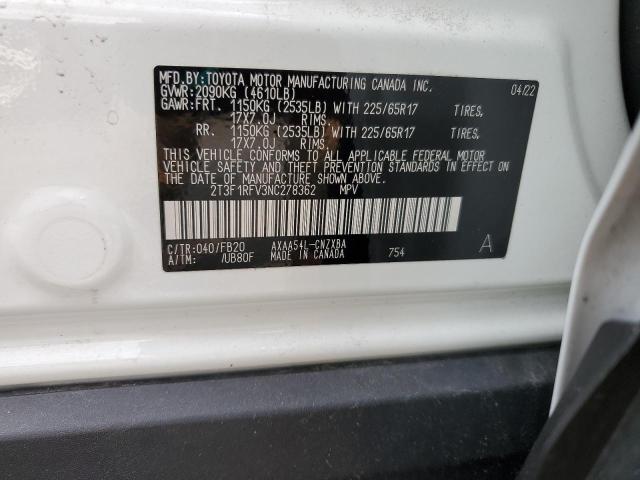 MFD.BY:TOYOTA MOTOR MANUFACTURING CANADA INC. 04/22
GVWR:2090KG (4610LB)
GAWR:FRT. 1150KG (2535LB) WITH 225/65R17 TIRES,
17X7.0J RIMS
RR. 1150KG (2535LB) WITH 225/65R17 TIRES,
17X7.0J RIMS
THIS VEHICLE CONFORMS TO ALL APPLICABLE FEDERAL MOTOR
VEHICLE SAFETY AND THEFT PREVENTION STANDARDS IN EFFECT ON
THE DATE OF MANUFACTURE SHOWN ABOVE.
2T3F1RFV3NC278362 MPV
C/TR:040/FB20 AXAA54L-CNZXBA A
A/TM: /UB80F MADE IN CANADA 754